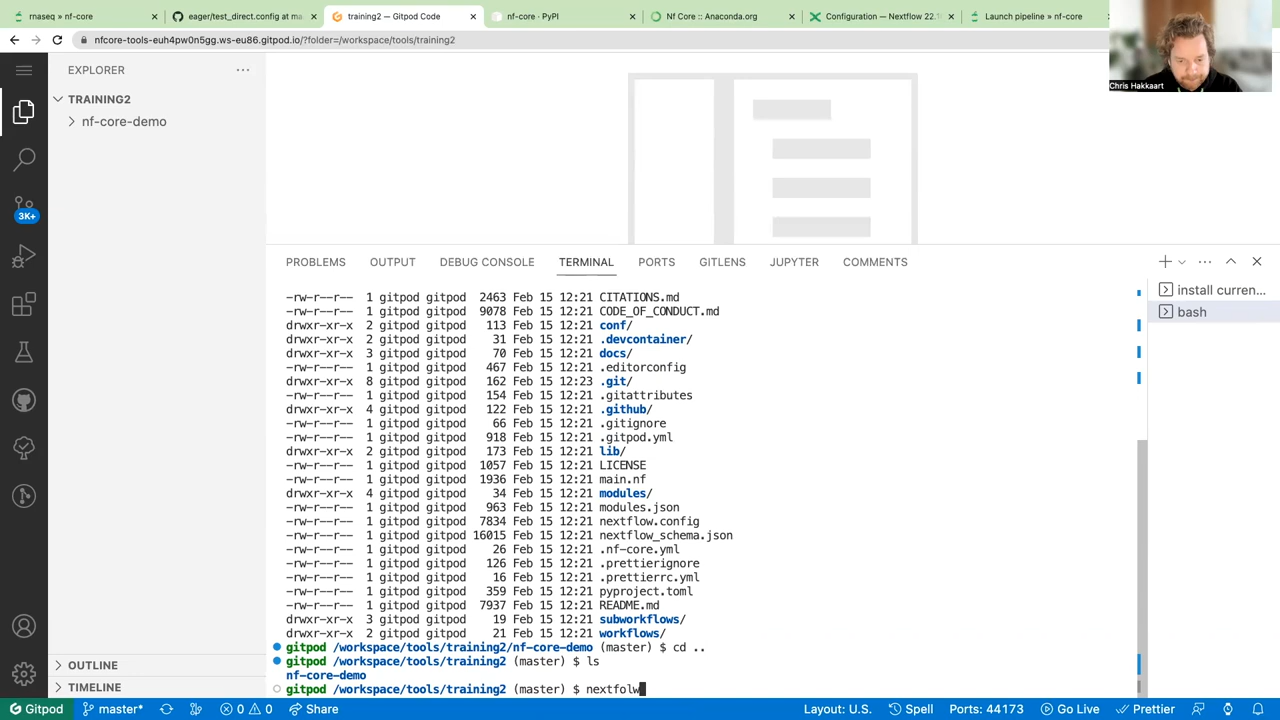 rnaseq » nf-core
eager/test_direct.config at ma
training2 — Gitpod Code
nf-core · PyPI
Nf Core :: Anaconda.org
Configuration — Nextflow 22.1
Launch pipeline » nf-core
nfcore-tools-euh4pw0n5gg.ws-eu86.gitpod.io/?folder=/workspace/tools/training2
Chris Hakkaart
EXPLORER
TRAINING2
nf-core-demo
3K+
PROBLEMS OUTPUT DEBUG CONSOLE TERMINAL PORTS GITLENS JUPYTER COMMENTS
install curren...
bash
-rw-r--r-- 1 gitpod gitpod 2463 Feb 15 12:21 CITATIONS.md
-rw-r--r-- 1 gitpod gitpod 9078 Feb 15 12:21 CODE_OF_CONDUCT.md
drwxr-xr-x 2 gitpod gitpod 113 Feb 15 12:21 conf/
drwxr-xr-x 2 gitpod gitpod 31 Feb 15 12:21 .devcontainer/
drwxr-xr-x 3 gitpod gitpod 70 Feb 15 12:21 docs/
-rw-r--r-- 1 gitpod gitpod 467 Feb 15 12:21 .editorconfig
drwxr-xr-x 8 gitpod gitpod 162 Feb 15 12:23 .git/
-rw-r--r-- 1 gitpod gitpod 154 Feb 15 12:21 .gitattributes
drwxr-xr-x 4 gitpod gitpod 122 Feb 15 12:21 .github/
-rw-r--r-- 1 gitpod gitpod 66 Feb 15 12:21 .gitignore
-rw-r--r-- 1 gitpod gitpod 918 Feb 15 12:21 .gitpod.yml
drwxr-xr-x 2 gitpod gitpod 173 Feb 15 12:21 lib/
-rw-r--r-- 1 gitpod gitpod 1057 Feb 15 12:21 LICENSE
-rw-r--r-- 1 gitpod gitpod 1936 Feb 15 12:21 main.nf
drwxr-xr-x 4 gitpod gitpod 34 Feb 15 12:21 modules/
-rw-r--r-- 1 gitpod gitpod 963 Feb 15 12:21 modules.json
-rw-r--r-- 1 gitpod gitpod 7834 Feb 15 12:21 nextflow.config
-rw-r--r-- 1 gitpod gitpod 16015 Feb 15 12:21 nextflow_schema.json
-rw-r--r-- 1 gitpod gitpod 26 Feb 15 12:21 .nf-core.yml
-rw-r--r-- 1 gitpod gitpod 126 Feb 15 12:21 .prettierignore
-rw-r--r-- 1 gitpod gitpod 16 Feb 15 12:21 .prettierrc.yml
-rw-r--r-- 1 gitpod gitpod 359 Feb 15 12:21 pyproject.toml
-rw-r--r-- 1 gitpod gitpod 7937 Feb 15 12:21 README.md
drwxr-xr-x 3 gitpod gitpod 19 Feb 15 12:21 subworkflows/
drwxr-xr-x 2 gitpod gitpod 21 Feb 15 12:21 workflows/
gitpod /workspace/tools/training2/nf-core-demo (master) $ cd ..
gitpod /workspace/tools/training2 (master) $ ls
nf-core-demo
gitpod /workspace/tools/training2 (master) $ nextfolw
OUTLINE
TIMELINE
Gitpod master* 0 0 Share Layout: U.S. Spell Ports: 44173 Go Live Prettier